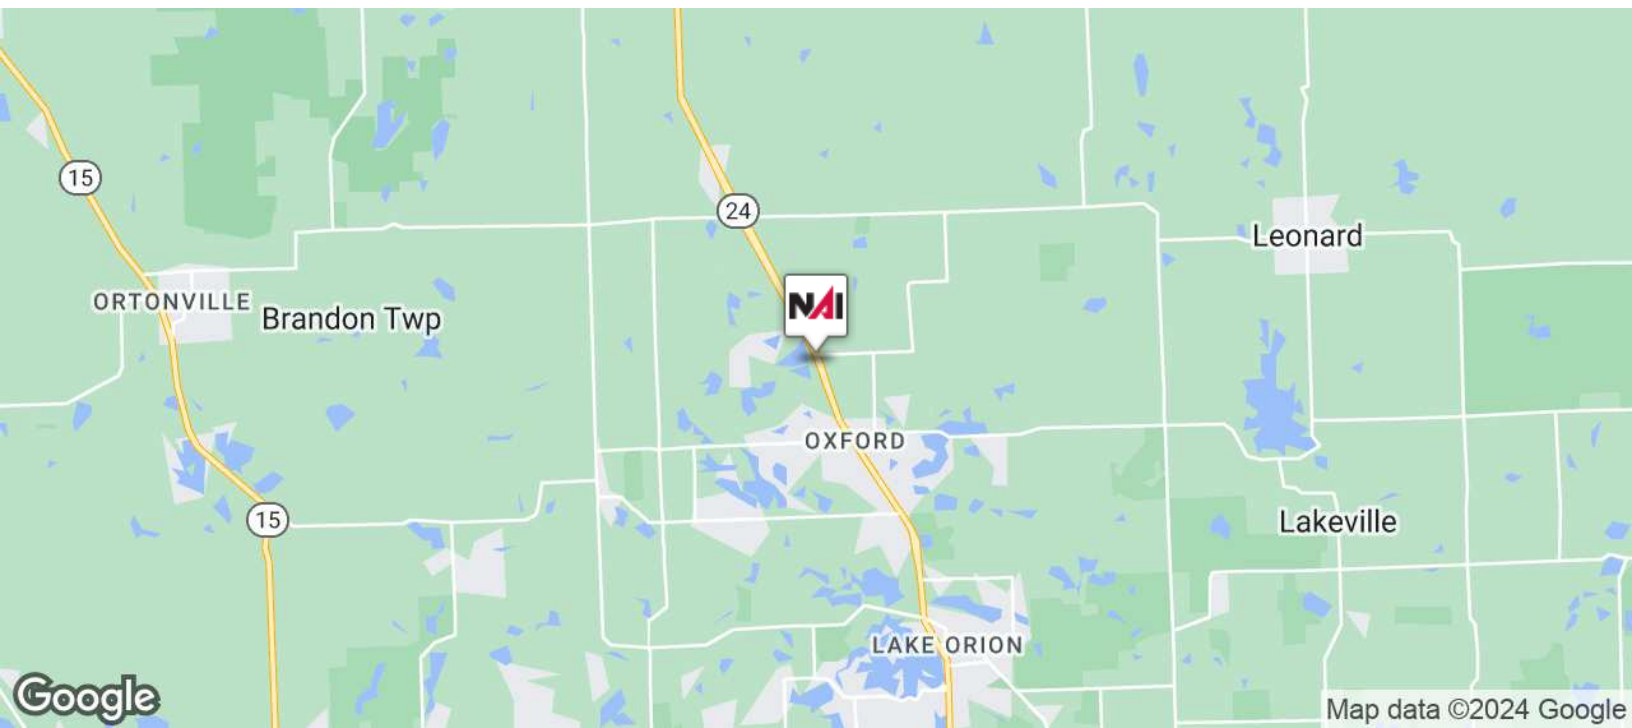 15
24
Leonard
NAI
ORTONVILLE
Brandon Twp
OXFORD
15
Lakeville
LAKE ORION
Google
Map data ©2024 Google